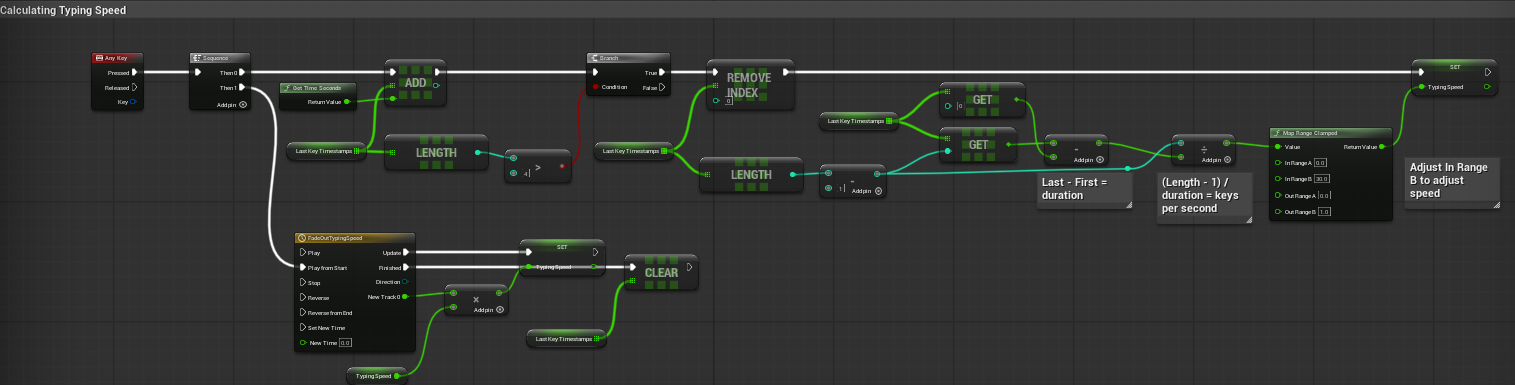 Calculating Typing Speed
Any Key
Pressed
Released
Key
Sequence
Then 0
Then 1
Add pin
Get Time Seconds
Return Value
ADD
Last Key Timestamps
LENGTH
4
>
Branch
True
Condition
False
REMOVE
INDEX
0
Last Key Timestamps
LENGTH
1
-
Add pin
Last Key Timestamps
GET
0
GET
-
Add pin
Last - First =
duration
÷
Add pin
(Length - 1) /
duration = keys
per second
Map Range Clamped
Value
Return Value
In Range A 0.0
In Range B 30.0
Out Range A 0.0
Out Range B 1.0
SET
Typing Speed
Adjust In Range
B to adjust
speed
FadeOutTypingSpeed
Play
Update
Play from Start
Finished
Stop
Direction
Reverse
New Track 0
Reverse from End
Set New Time
New Time 0.0
×
Add pin
Typing Speed
SET
Typing Speed
CLEAR
Last Key Timestamps